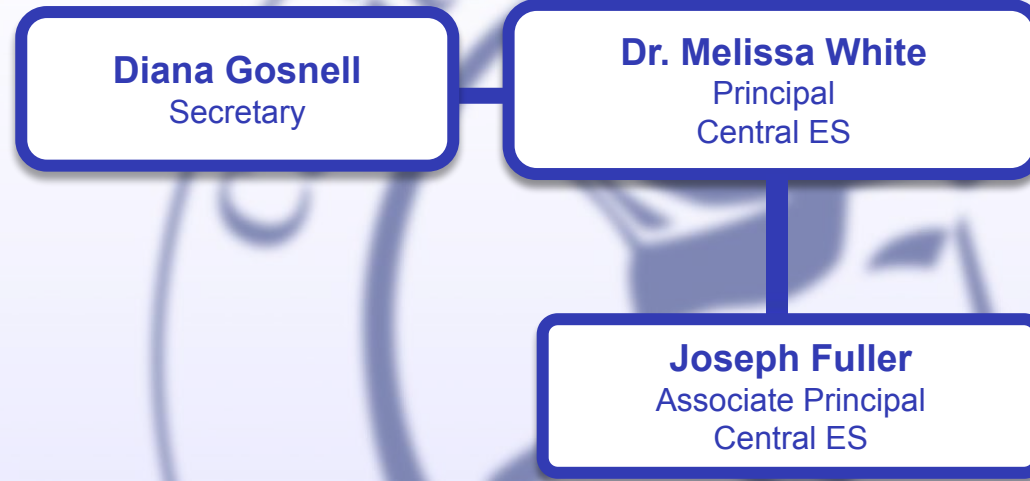 Diana Gosnell
Secretary
Dr. Melissa White
Principal
Central ES
Joseph Fuller
Associate Principal
Central ES